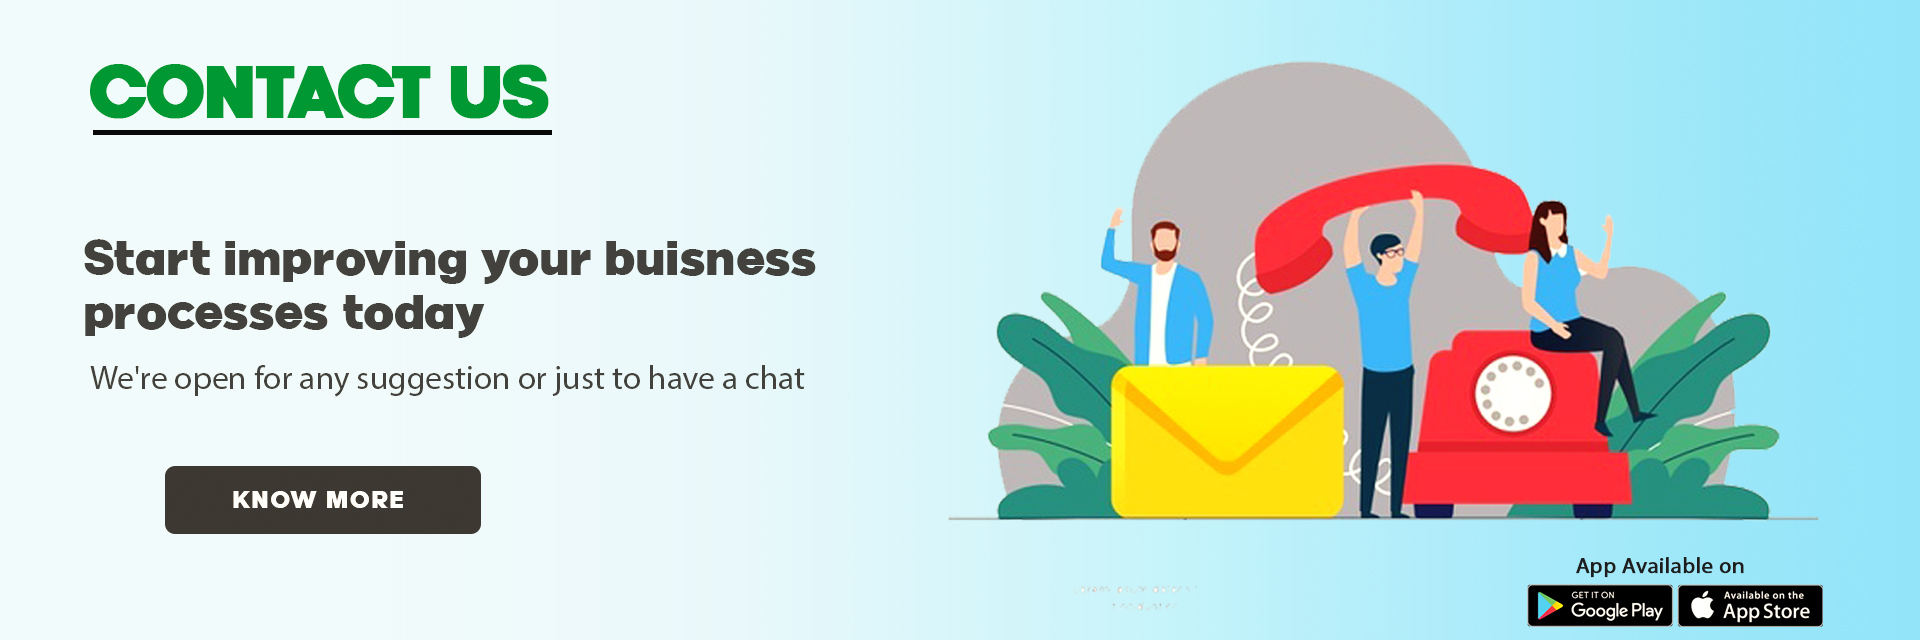 CONTACT US
Start improving your buisness
processes today
We're open for any suggestion or just to have a chat
KNOW MORE
App Available on
GET IT ON
Google Play
Available on the
App Store